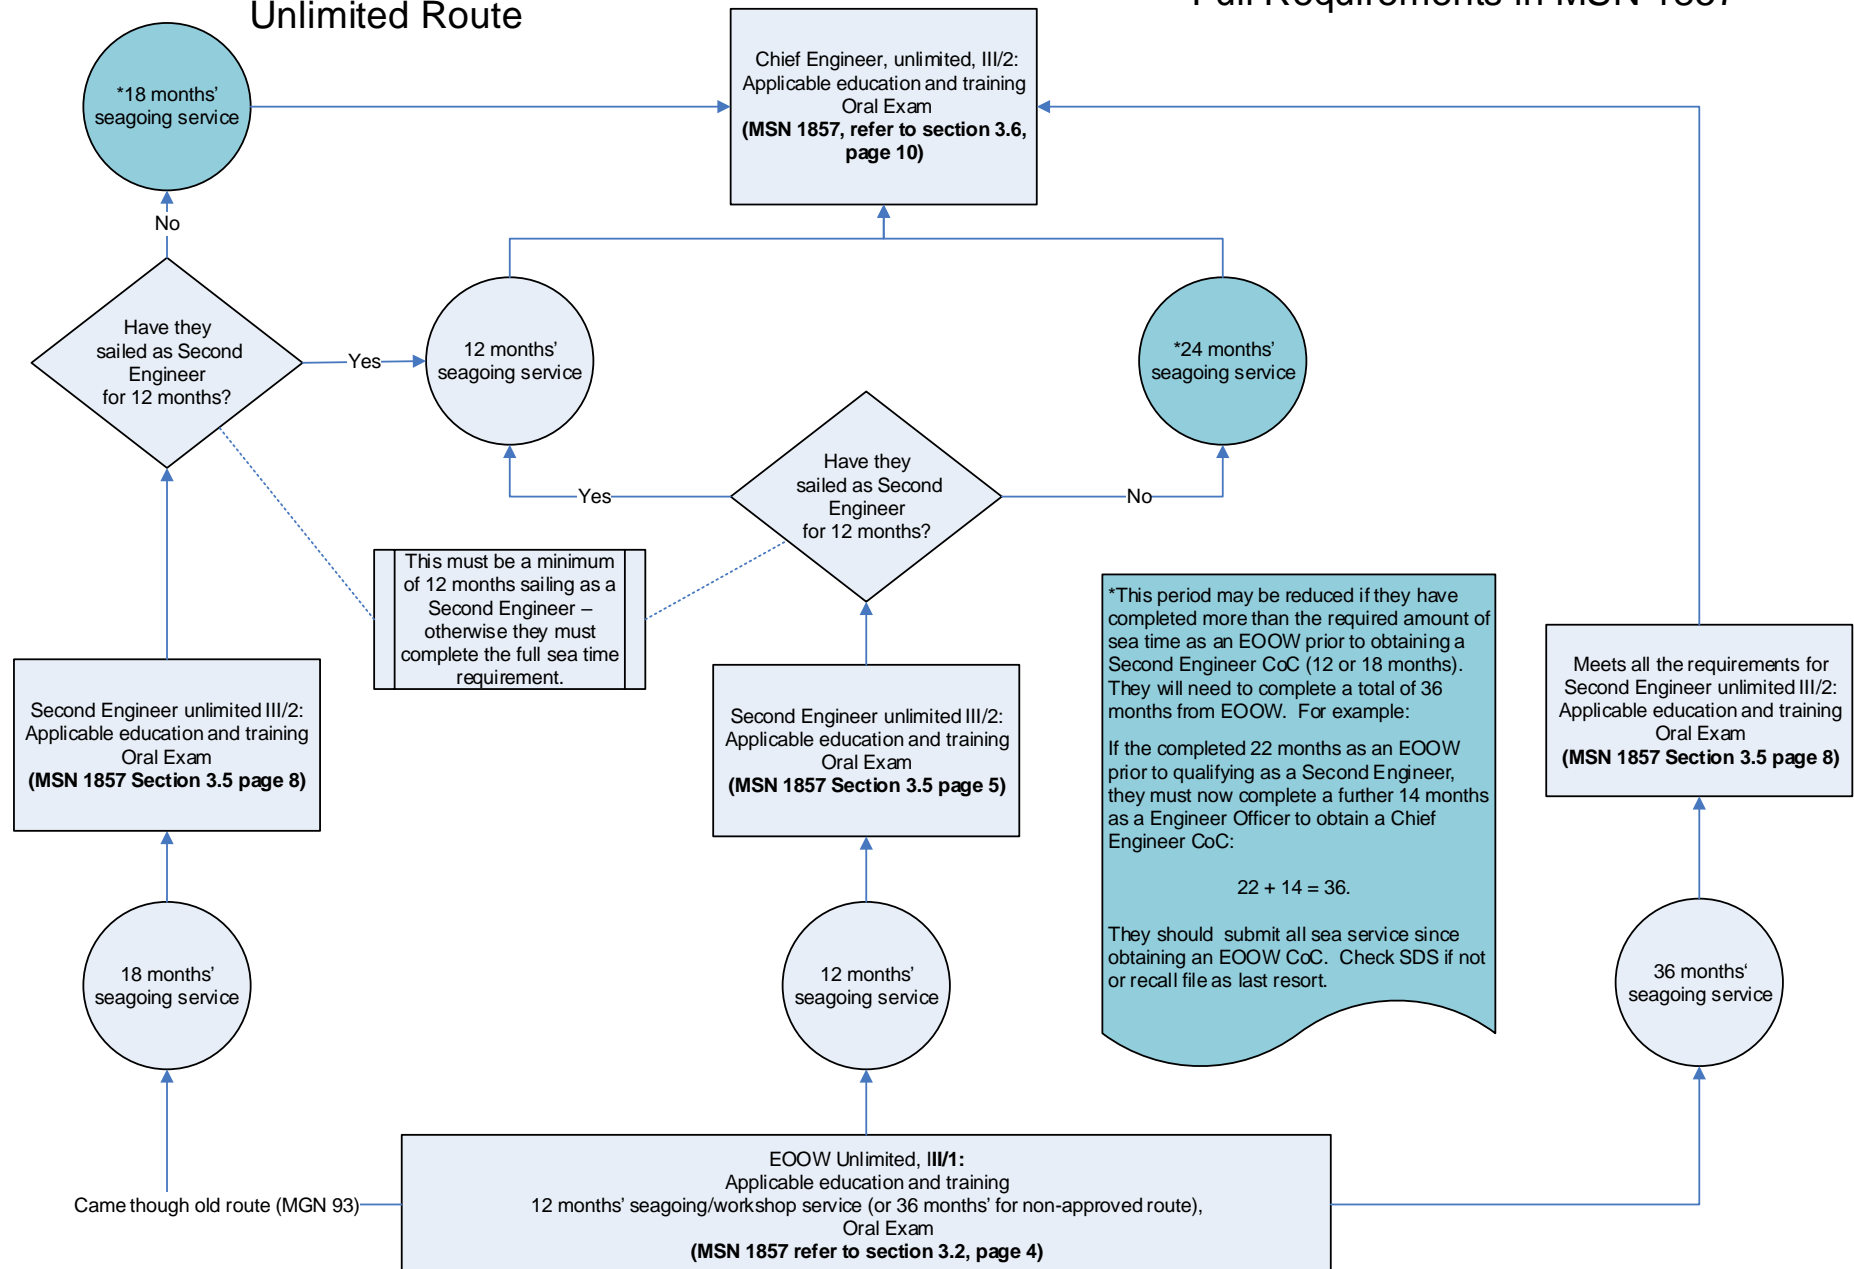 Unlimited Route
Full Requirements in MSN 1857
*18 months’
seagoing service
Chief Engineer, unlimited, III/2:
Applicable education and training
Oral Exam
(MSN 1857, refer to section 3.6,
page 10)
No
Have they
sailed as Second
Engineer
for 12 months?
Yes
12 months’
seagoing service
*24 months’
seagoing service
Have they
sailed as Second
Engineer
for 12 months?
Yes
No
This must be a minimum
of 12 months sailing as a
Second Engineer –
otherwise they must
complete the full sea time
requirement.
*This period may be reduced if they have
completed more than the required amount of
sea time as an EOOW prior to obtaining a
Second Engineer CoC (12 or 18 months).
They will need to complete a total of 36
months from EOOW.  For example:
If the completed 22 months as an EOOW
prior to qualifying as a Second Engineer,
they must now complete a further 14 months
as a Engineer Officer to obtain a Chief
Engineer CoC:
22 + 14 = 36.
They should  submit all sea service since
obtaining an EOOW CoC.  Check SDS if not
or recall file as last resort.
Second Engineer unlimited III/2:
Applicable education and training
Oral Exam
(MSN 1857 Section 3.5 page 8)
Second Engineer unlimited III/2:
Applicable education and training
Oral Exam
(MSN 1857 Section 3.5 page 5)
Meets all the requirements for
Second Engineer unlimited III/2:
Applicable education and training
Oral Exam
(MSN 1857 Section 3.5 page 8)
18 months’
seagoing service
12 months’
seagoing service
36 months‘
seagoing service
Came though old route (MGN 93)
EOOW Unlimited, III/1:
Applicable education and training
12 months’ seagoing/workshop service (or 36 months’ for non-approved route),
Oral Exam
(MSN 1857 refer to section 3.2, page 4)